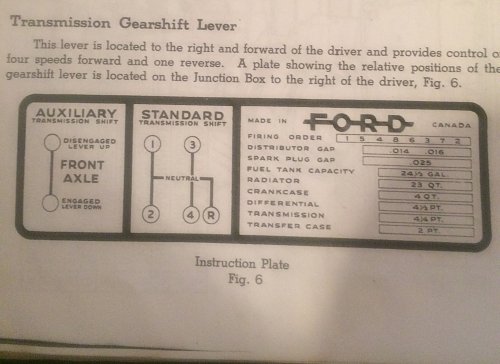 Transmission Gearshift Lever
This lever is located to the right and forward of the driver and provides control o
four speeds forward and one reverse. A plate showing the relative positions of the
gearshift lever is located on the Junction Box to the right of the driver, Fig. 6.
AUXILIARY
TRANSMISSION SHIFT
DISENGAGED
LEVER UP
FRONT
AXLE
ENGAGED
LEVER DOWN
STANDARD
TRANSMISSION SHIFT
1 3
NEUTRAL
2 4 R
MADE IN FORD CANADA
FIRING ORDER 1 5 4 8 6 3 7 2
DISTRIBUTOR GAP .014 .016
SPARK PLUG GAP .025
FUEL TANK CAPACITY 24½ GAL.
RADIATOR 23 QT.
CRANKCASE 4 QT.
DIFFERENTIAL 4½ PT.
TRANSMISSION 4¼ PT.
TRANSFER CASE 2 PT.
Instruction Plate
Fig. 6